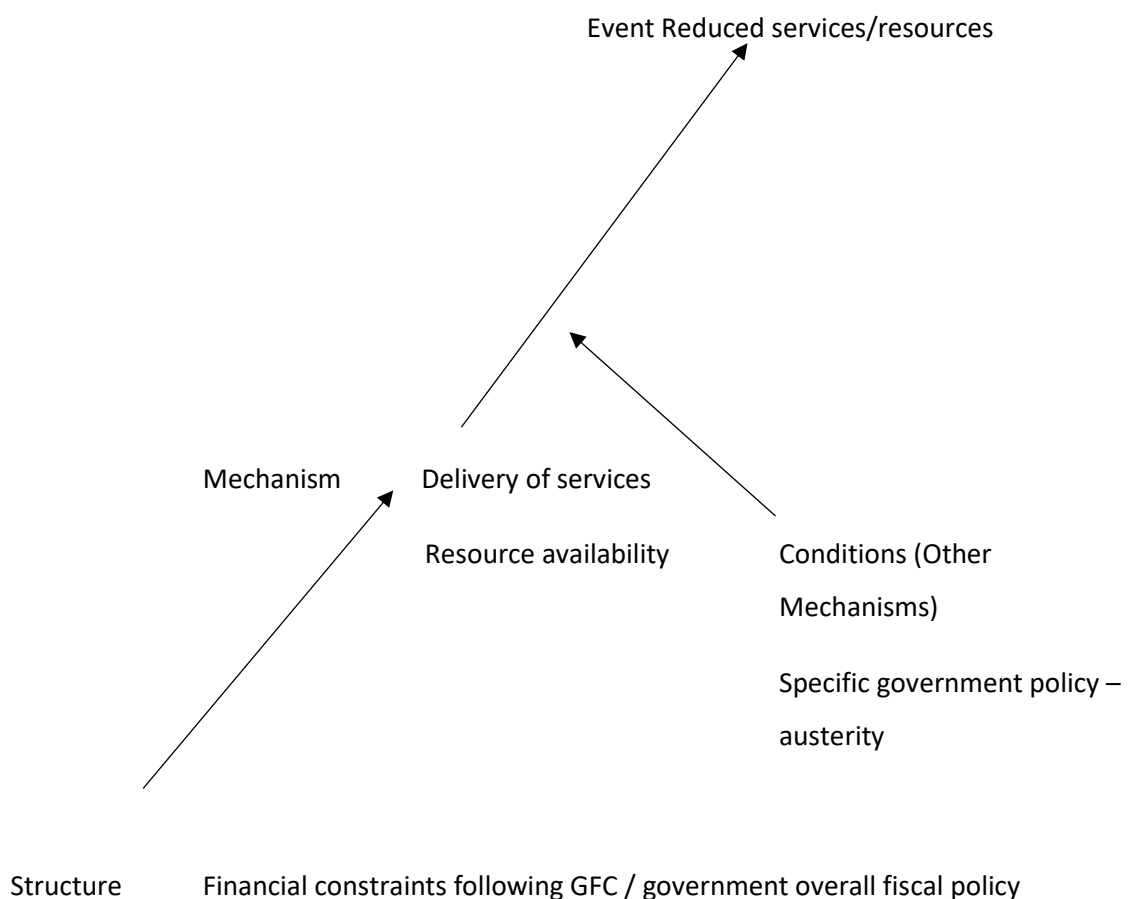 Event Reduced services/resources
Mechanism Delivery of services
Resource availability
Conditions (Other
Mechanisms)
Specific government policy –
austerity
Structure Financial constraints following GFC / government overall fiscal policy